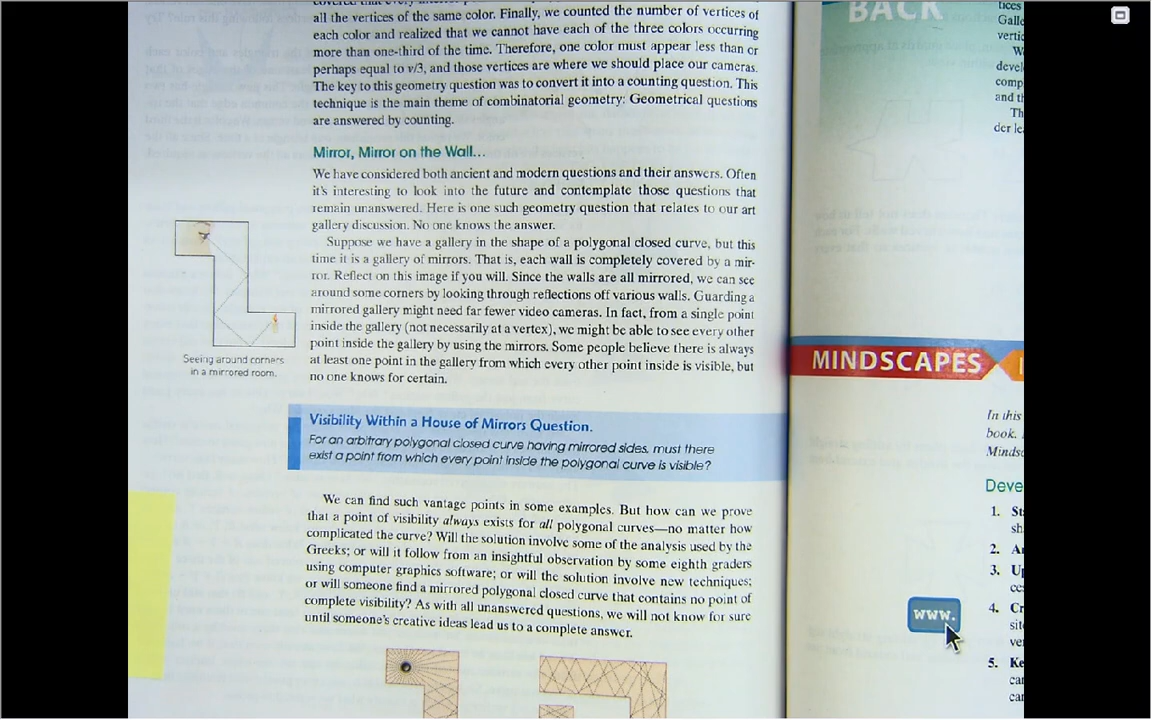 all the vertices of the same color. Finally, we counted the number of vertices of
each color and realized that we cannot have each of the three colors occurring
more than one-third of the time. Therefore, one color must appear less than or
perhaps equal to v/3, and those vertices are where we should place our cameras.
The key to this geometry question was to convert it into a counting question. This
technique is the main theme of combinatorial geometry: Geometrical questions
are answered by counting.
Mirror, Mirror on the Wall...
We have considered both ancient and modern questions and their answers. Often
it's interesting to look into the future and contemplate those questions that
remain unanswered. Here is one such geometry question that relates to our art
gallery discussion. No one knows the answer.
Suppose we have a gallery in the shape of a polygonal closed curve, but this
time it is a gallery of mirrors. That is, each wall is completely covered by a mir-
ror. Reflect on this image if you will. Since the walls are all mirrored, we can see
around some corners by looking through reflections off various walls. Guarding a
mirrored gallery might need far fewer video cameras. In fact, from a single point
inside the gallery (not necessarily at a vertex), we might be able to see every other
point inside the gallery by using the mirrors. Some people believe there is always
at least one point in the gallery from which every other point inside is visible, but
no one knows for certain.
Seeing around corners
in a mirrored room.
Visibility Within a House of Mirrors Question.
For an arbitrary polygonal closed curve having mirrored sides, must there
exist a point from which every point inside the polygonal curve is visible?
We can find such vantage points in some examples. But how can we prove
that a point of visibility always exists for all polygonal curves—no matter how
complicated the curve? Will the solution involve some of the analysis used by the
Greeks; or will it follow from an insightful observation by some eighth graders
using computer graphics software; or will the solution involve new techniques;
or will someone find a mirrored polygonal closed curve that contains no point of
complete visibility? As with all unanswered questions, we will not know for sure
until someone's creative ideas lead us to a complete answer.
BACK
tices
Galle
vertic
W
devel
comp
and th
Th
der le
MINDSCAPES
In this
book.
Mindsc
Deve
1. St
sh
2. Ar
3. Up
ce
4. Cr
sit
ve
5. Ke
ca
ca
www.